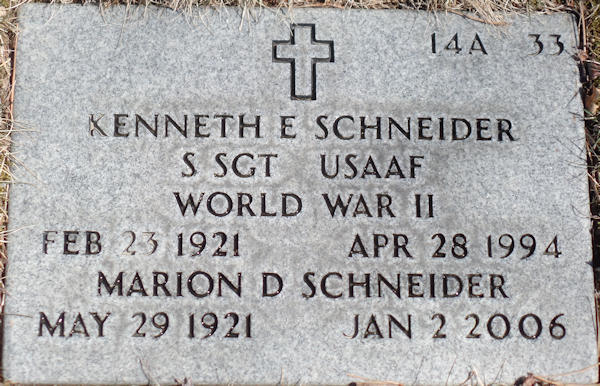 14A 33
KENNETH E SCHNEIDER
S SGT USAAF
WORLD WAR II
FEB 23 1921 APR 28 1994
MARION D SCHNEIDER
MAY 29 1921 JAN 2 2006